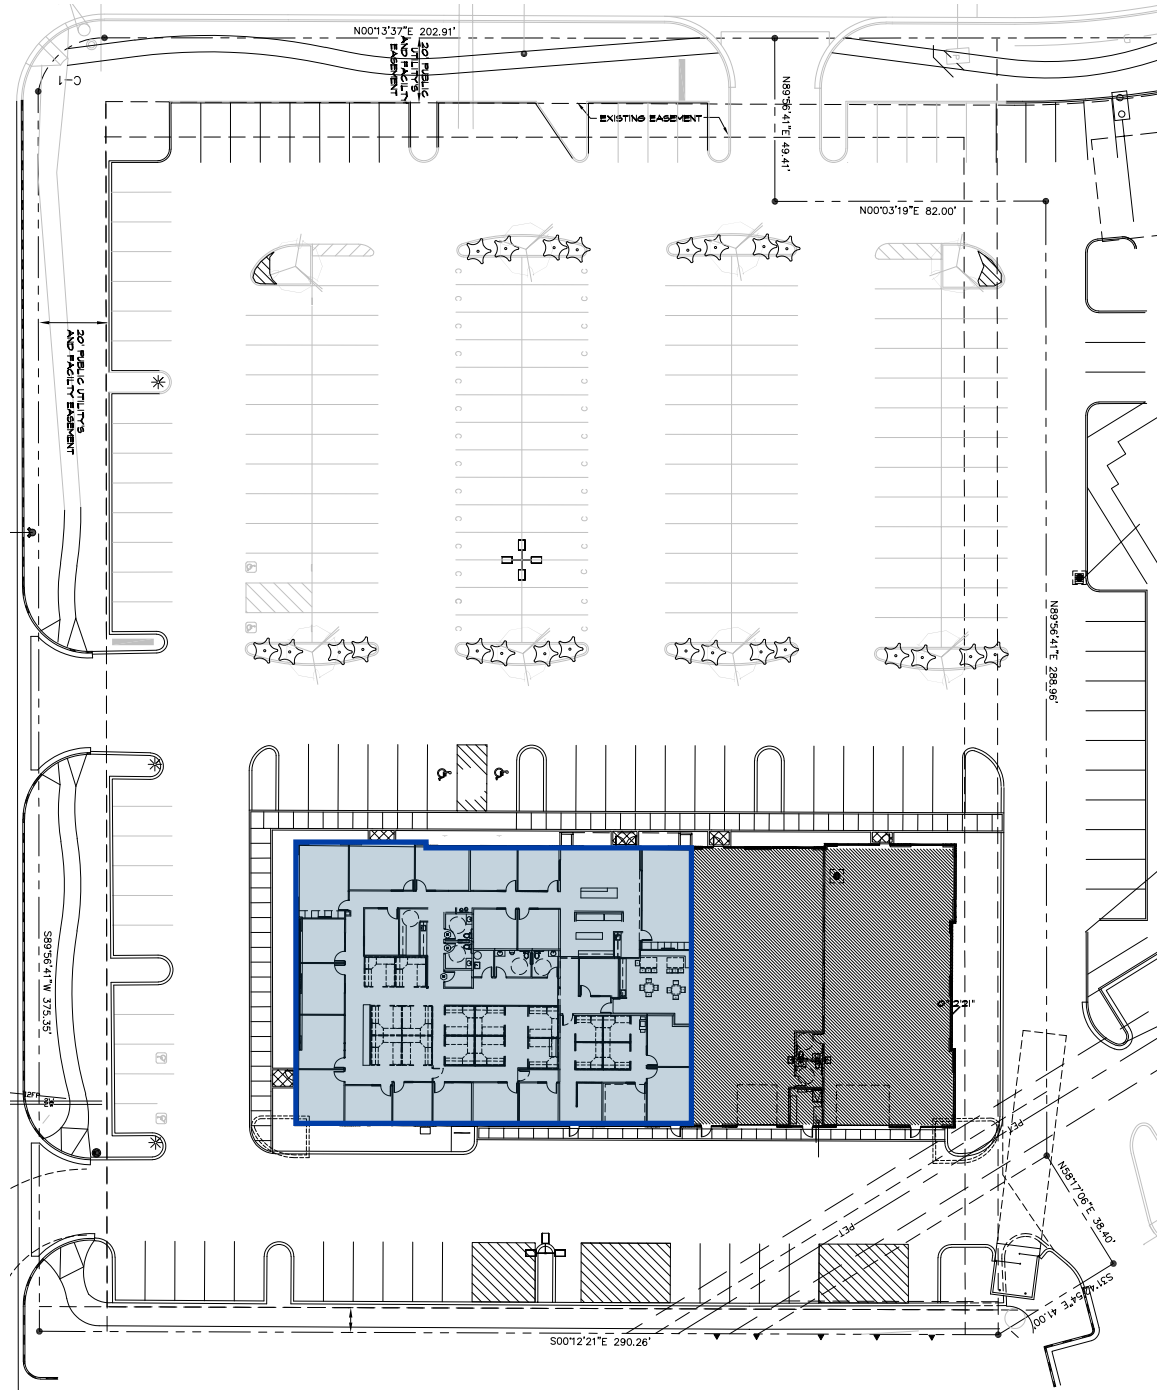 N00°13'37"E 202.91'
20' PUBLIC
UTILITY'S
AND FACILITY
EASEMENT
C-1
N89°56'41"E 49.41'
EXISTING EASEMENT
N00°03'19"E 82.00'
20' PUBLIC UTILITY'S
AND FACILTY EASEMENT
N89°56'41"E 288.96'
S89°56'41"W 375.35'
PET
N58°17'06"E 38.40'
PET
S31°42'54"E 41.00'
S00°12'21"E 290.26'